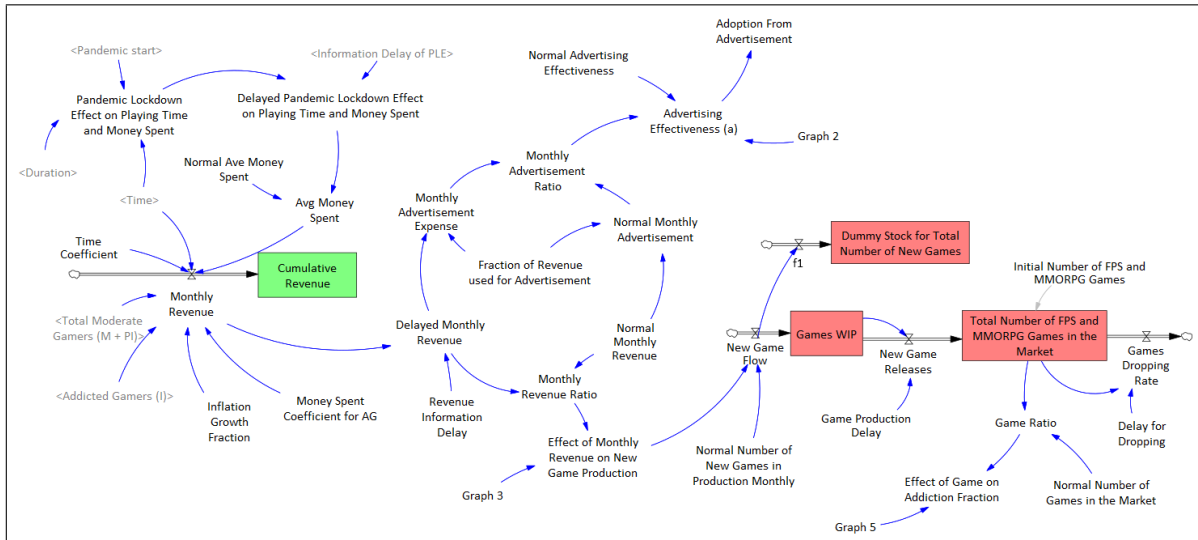 <Pandemic start>
<Information Delay of PLE>
Pandemic Lockdown
Effect on Playing Time
and Money Spent
Delayed Pandemic Lockdown Effect
on Playing Time and Money Spent
<Duration>
<Time>
Normal Ave Money
Spent
Avg Money
Spent
Time
Coefficient
Cumulative
Revenue
Monthly
Revenue
<Total Moderate
Gamers (M + PI)>
<Addicted Gamers (I)>
Inflation
Growth
Fraction
Money Spent
Coefficient for AG
Adoption From
Advertisement
Normal Advertising
Effectiveness
Advertising
Effectiveness (a)
Graph 2
Monthly
Advertisement
Ratio
Monthly
Advertisement
Expense
Normal Monthly
Advertisement
Fraction of Revenue
used for Advertisement
Delayed Monthly
Revenue
Normal
Monthly Revenue
Revenue
Information
Delay
Monthly
Revenue Ratio
Effect of Monthly
Revenue on New
Game Production
Graph 3
Dummy Stock for Total
Number of New Games
f1
Initial Number of FPS and
MMORPG Games
New Game
Flow
Games WIP
New Game
Releases
Total Number of FPS and
MMORPG Games in the
Market
Games
Dropping
Rate
Normal Number of
New Games in
Production Monthly
Game Production
Delay
Game Ratio
Delay for
Dropping
Effect of Game on
Addiction Fraction
Normal Number of
Games in the Market
Graph 5